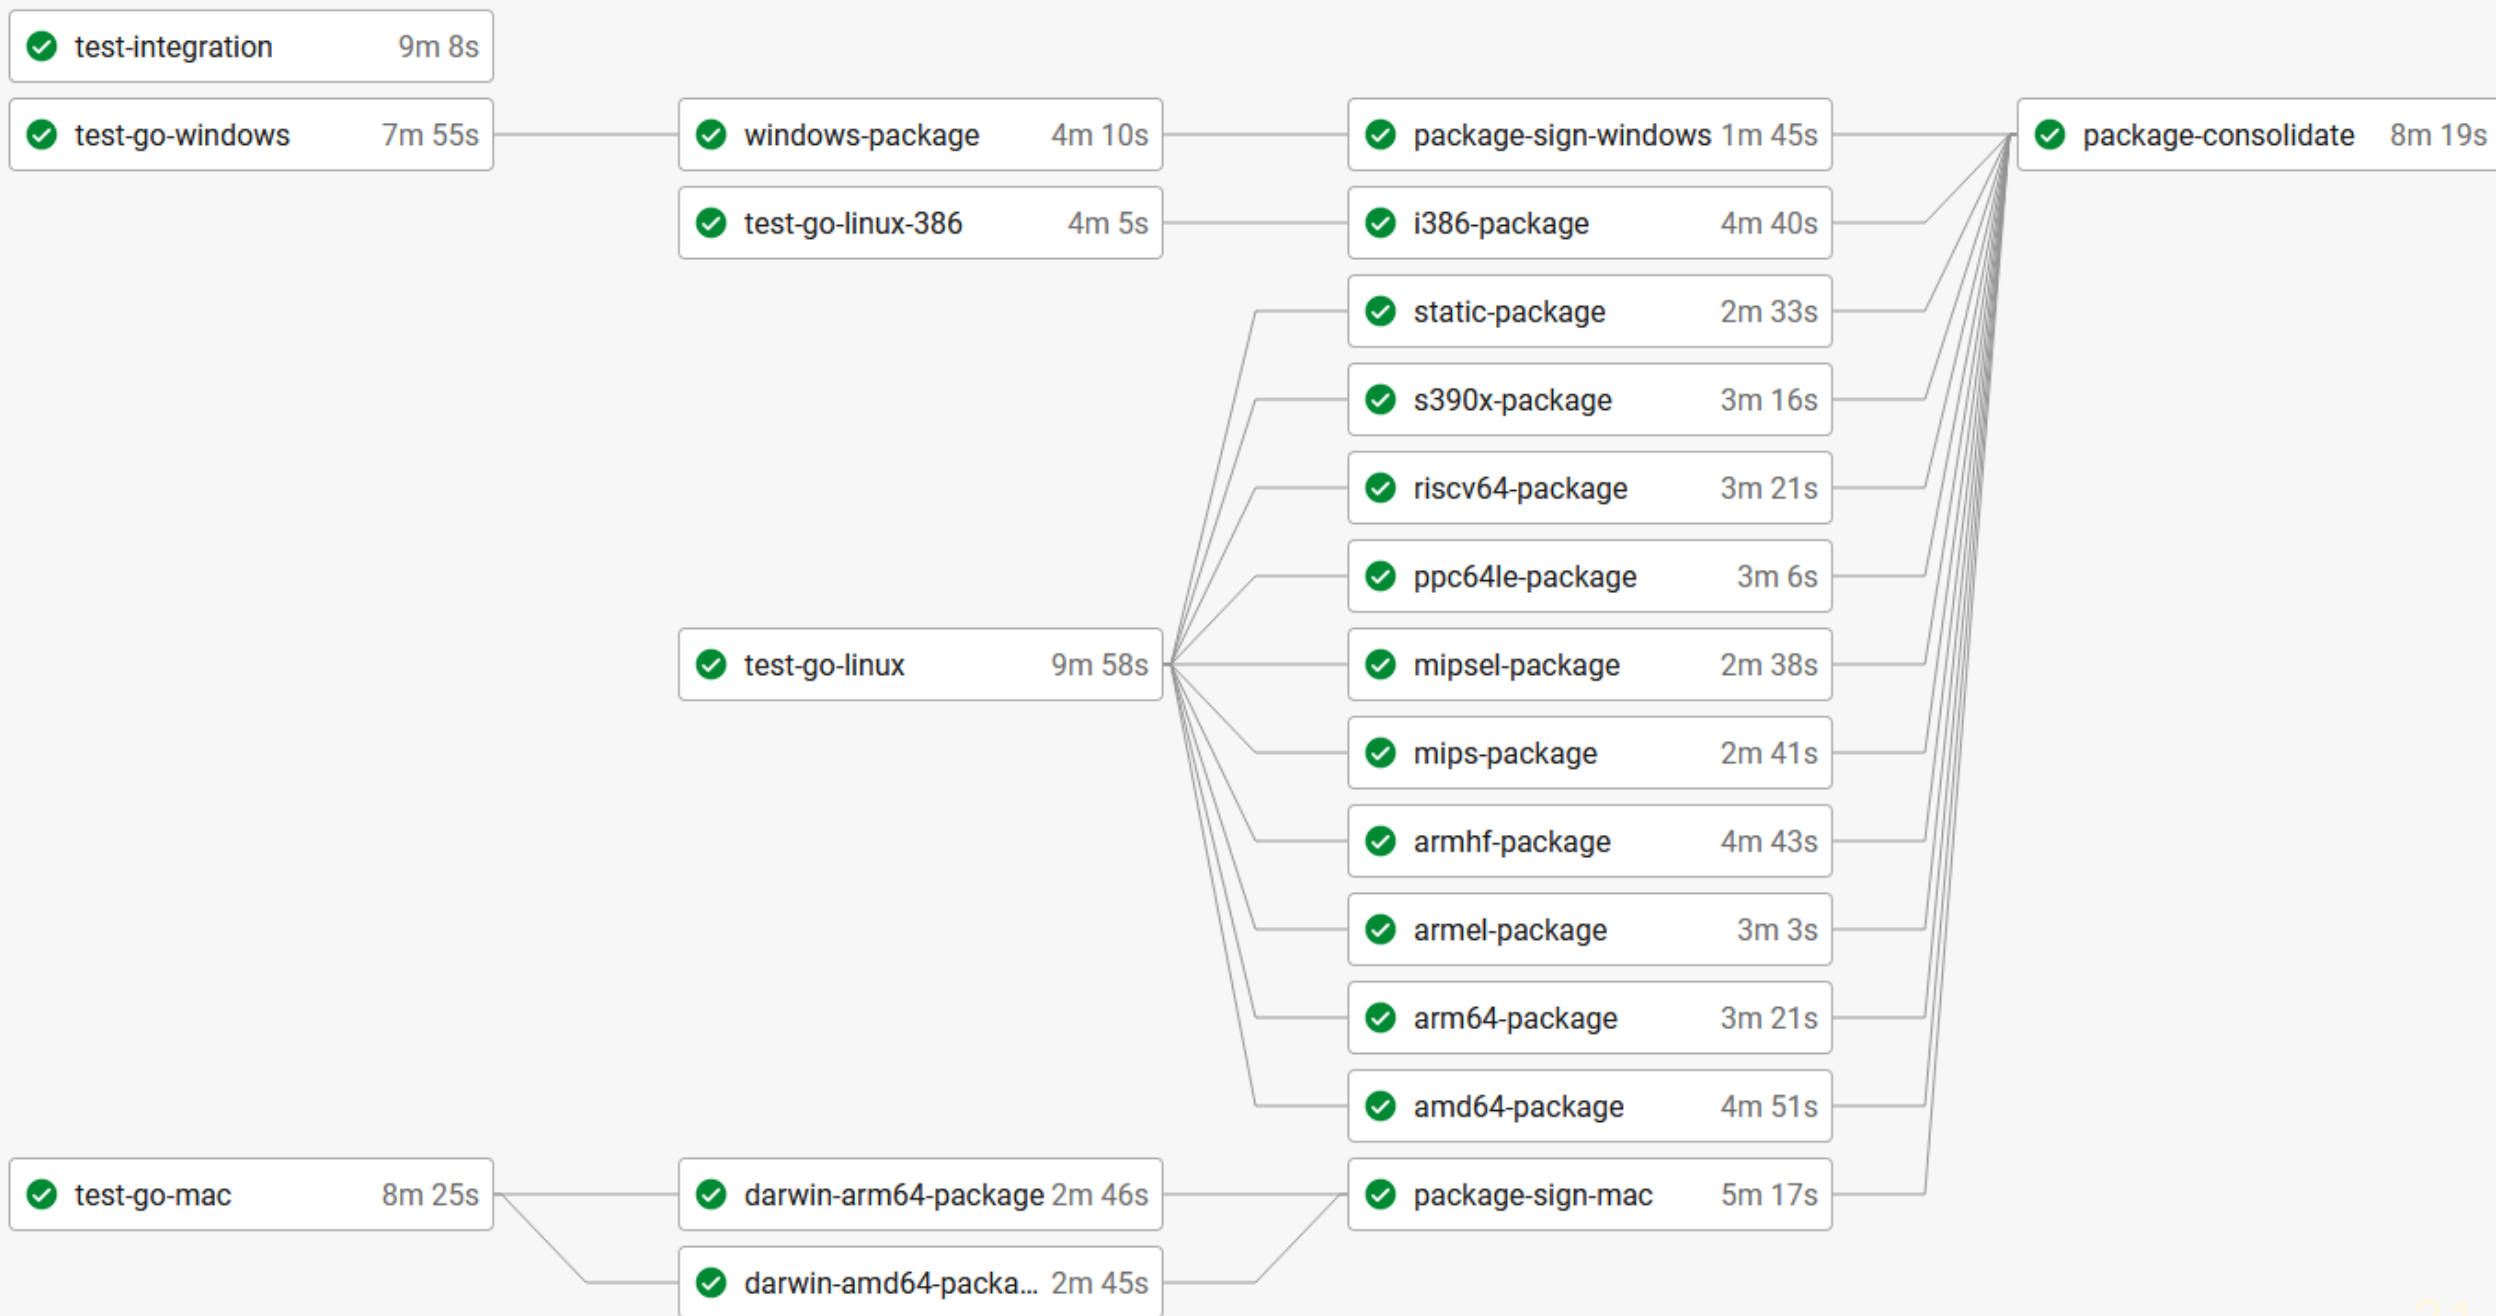 test-integration 9m 8s
test-go-windows 7m 55s
windows-package 4m 10s
package-sign-windows 1m 45s
package-consolidate 8m 19s
test-go-linux-386 4m 5s
i386-package 4m 40s
static-package 2m 33s
s390x-package 3m 16s
riscv64-package 3m 21s
ppc64le-package 3m 6s
test-go-linux 9m 58s
mipsel-package 2m 38s
mips-package 2m 41s
armhf-package 4m 43s
armel-package 3m 3s
arm64-package 3m 21s
amd64-package 4m 51s
test-go-mac 8m 25s
darwin-arm64-package 2m 46s
package-sign-mac 5m 17s
darwin-amd64-packa... 2m 45s